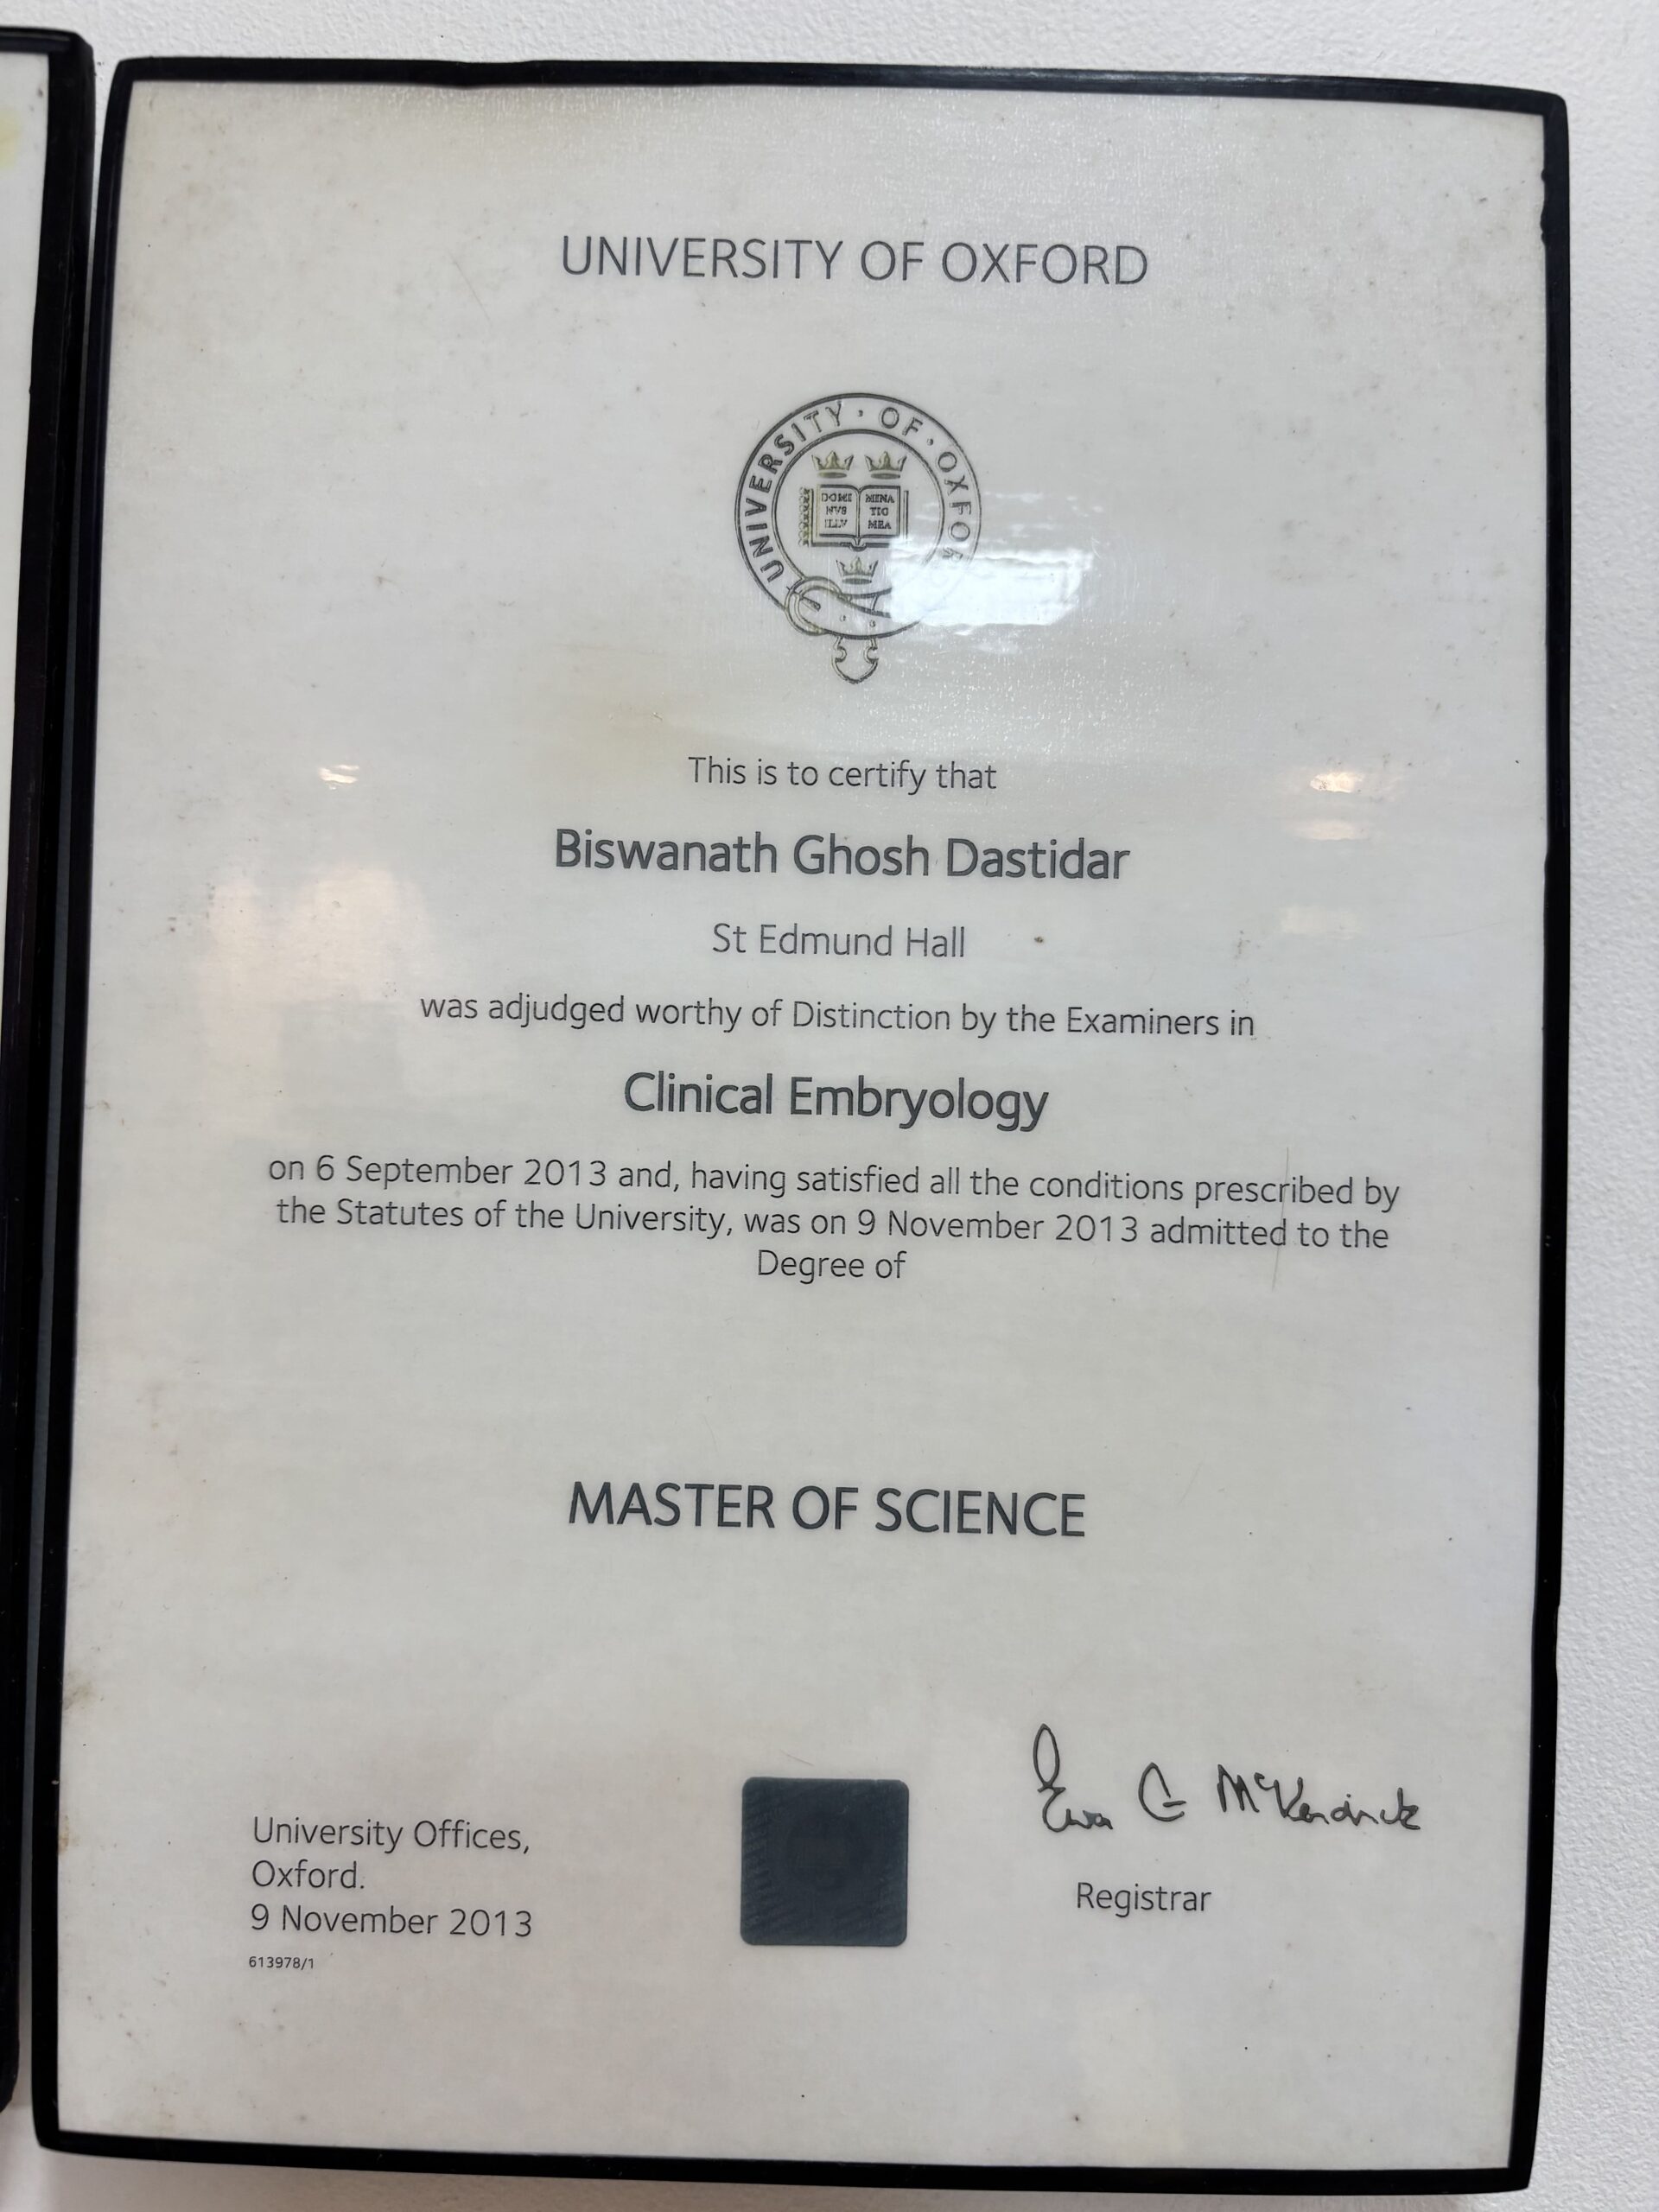 UNIVERSITY OF OXFORD
UNIVERSITY · OF · OXFORD
DOMI MINA
NVS TIO
ILLV MEA
This is to certify that
Biswanath Ghosh Dastidar
St Edmund Hall
was adjudged worthy of Distinction by the Examiners in
Clinical Embryology
on 6 September 2013 and, having satisfied all the conditions prescribed by
the Statutes of the University, was on 9 November 2013 admitted to the
Degree of
MASTER OF SCIENCE
Ewan G McKendrick
Registrar
University Offices,
Oxford.
9 November 2013
613978/1